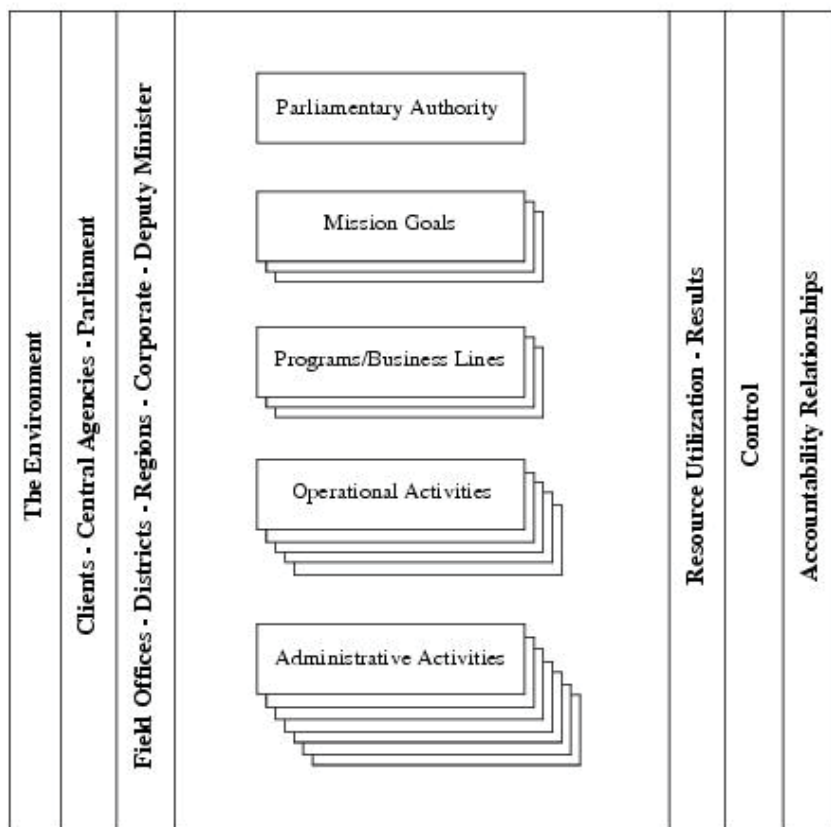 The Environment
Clients - Central Agencies - Parliament
Field Offices - Districts - Regions - Corporate - Deputy Minister
Parliamentary Authority
Mission Goals
Programs/Business Lines
Operational Activities
Administrative Activities
Resource Utilization - Results
Control
Accountability Relationships